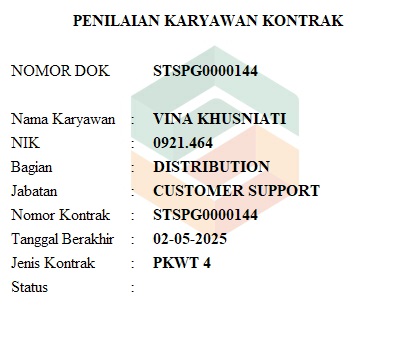 PENILAIAN KARYAWAN KONTRAK
NOMOR DOK STSPG0000144
Nama Karyawan : VINA KHUSNIATI
NIK : 0921.464
Bagian : DISTRIBUTION
Jabatan : CUSTOMER SUPPORT
Nomor Kontrak : STSPG0000144
Tanggal Berakhir : 02-05-2025
Jenis Kontrak : PKWT 4
Status :